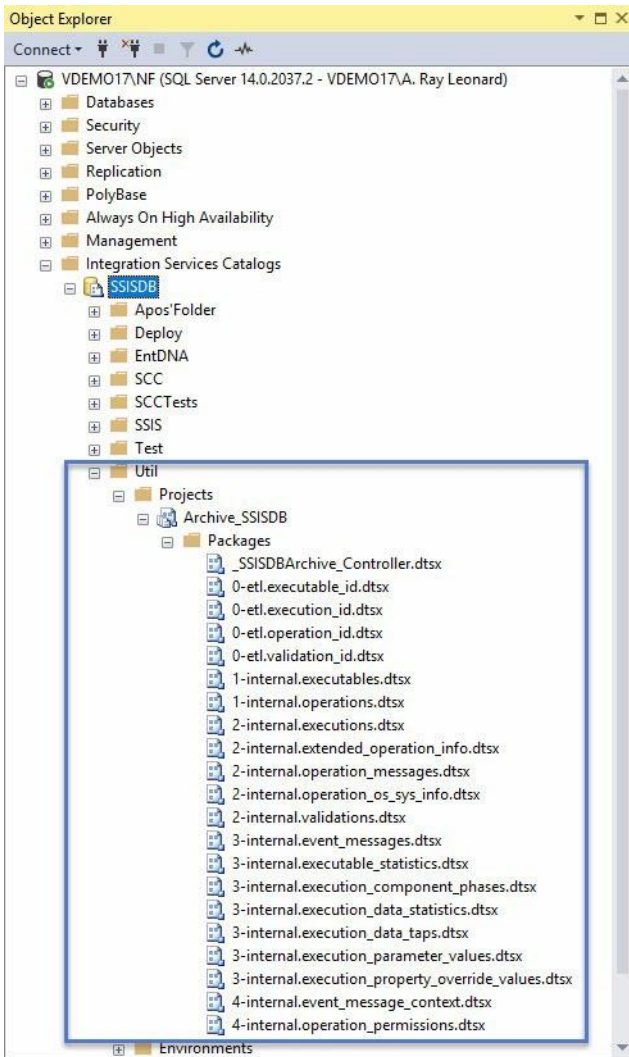 Object Explorer
Connect
VDEMO17\NF (SQL Server 14.0.2037.2 - VDEMO17\A. Ray Leonard)
Databases
Security
Server Objects
Replication
PolyBase
Always On High Availability
Management
Integration Services Catalogs
SSISDB
Apos'Folder
Deploy
EntDNA
SCC
SCCTests
SSIS
Test
Util
Projects
Archive_SSISDB
Packages
_SSISDBArchive_Controller.dtsx
0-etl.executable_id.dtsx
0-etl.execution_id.dtsx
0-etl.operation_id.dtsx
0-etl.validation_id.dtsx
1-internal.executables.dtsx
1-internal.operations.dtsx
2-internal.executions.dtsx
2-internal.extended_operation_info.dtsx
2-internal.operation_messages.dtsx
2-internal.operation_os_sys_info.dtsx
2-internal.validations.dtsx
3-internal.event_messages.dtsx
3-internal.executable_statistics.dtsx
3-internal.execution_component_phases.dtsx
3-internal.execution_data_statistics.dtsx
3-internal.execution_data_taps.dtsx
3-internal.execution_parameter_values.dtsx
3-internal.execution_property_override_values.dtsx
4-internal.event_message_context.dtsx
4-internal.operation_permissions.dtsx
Environments